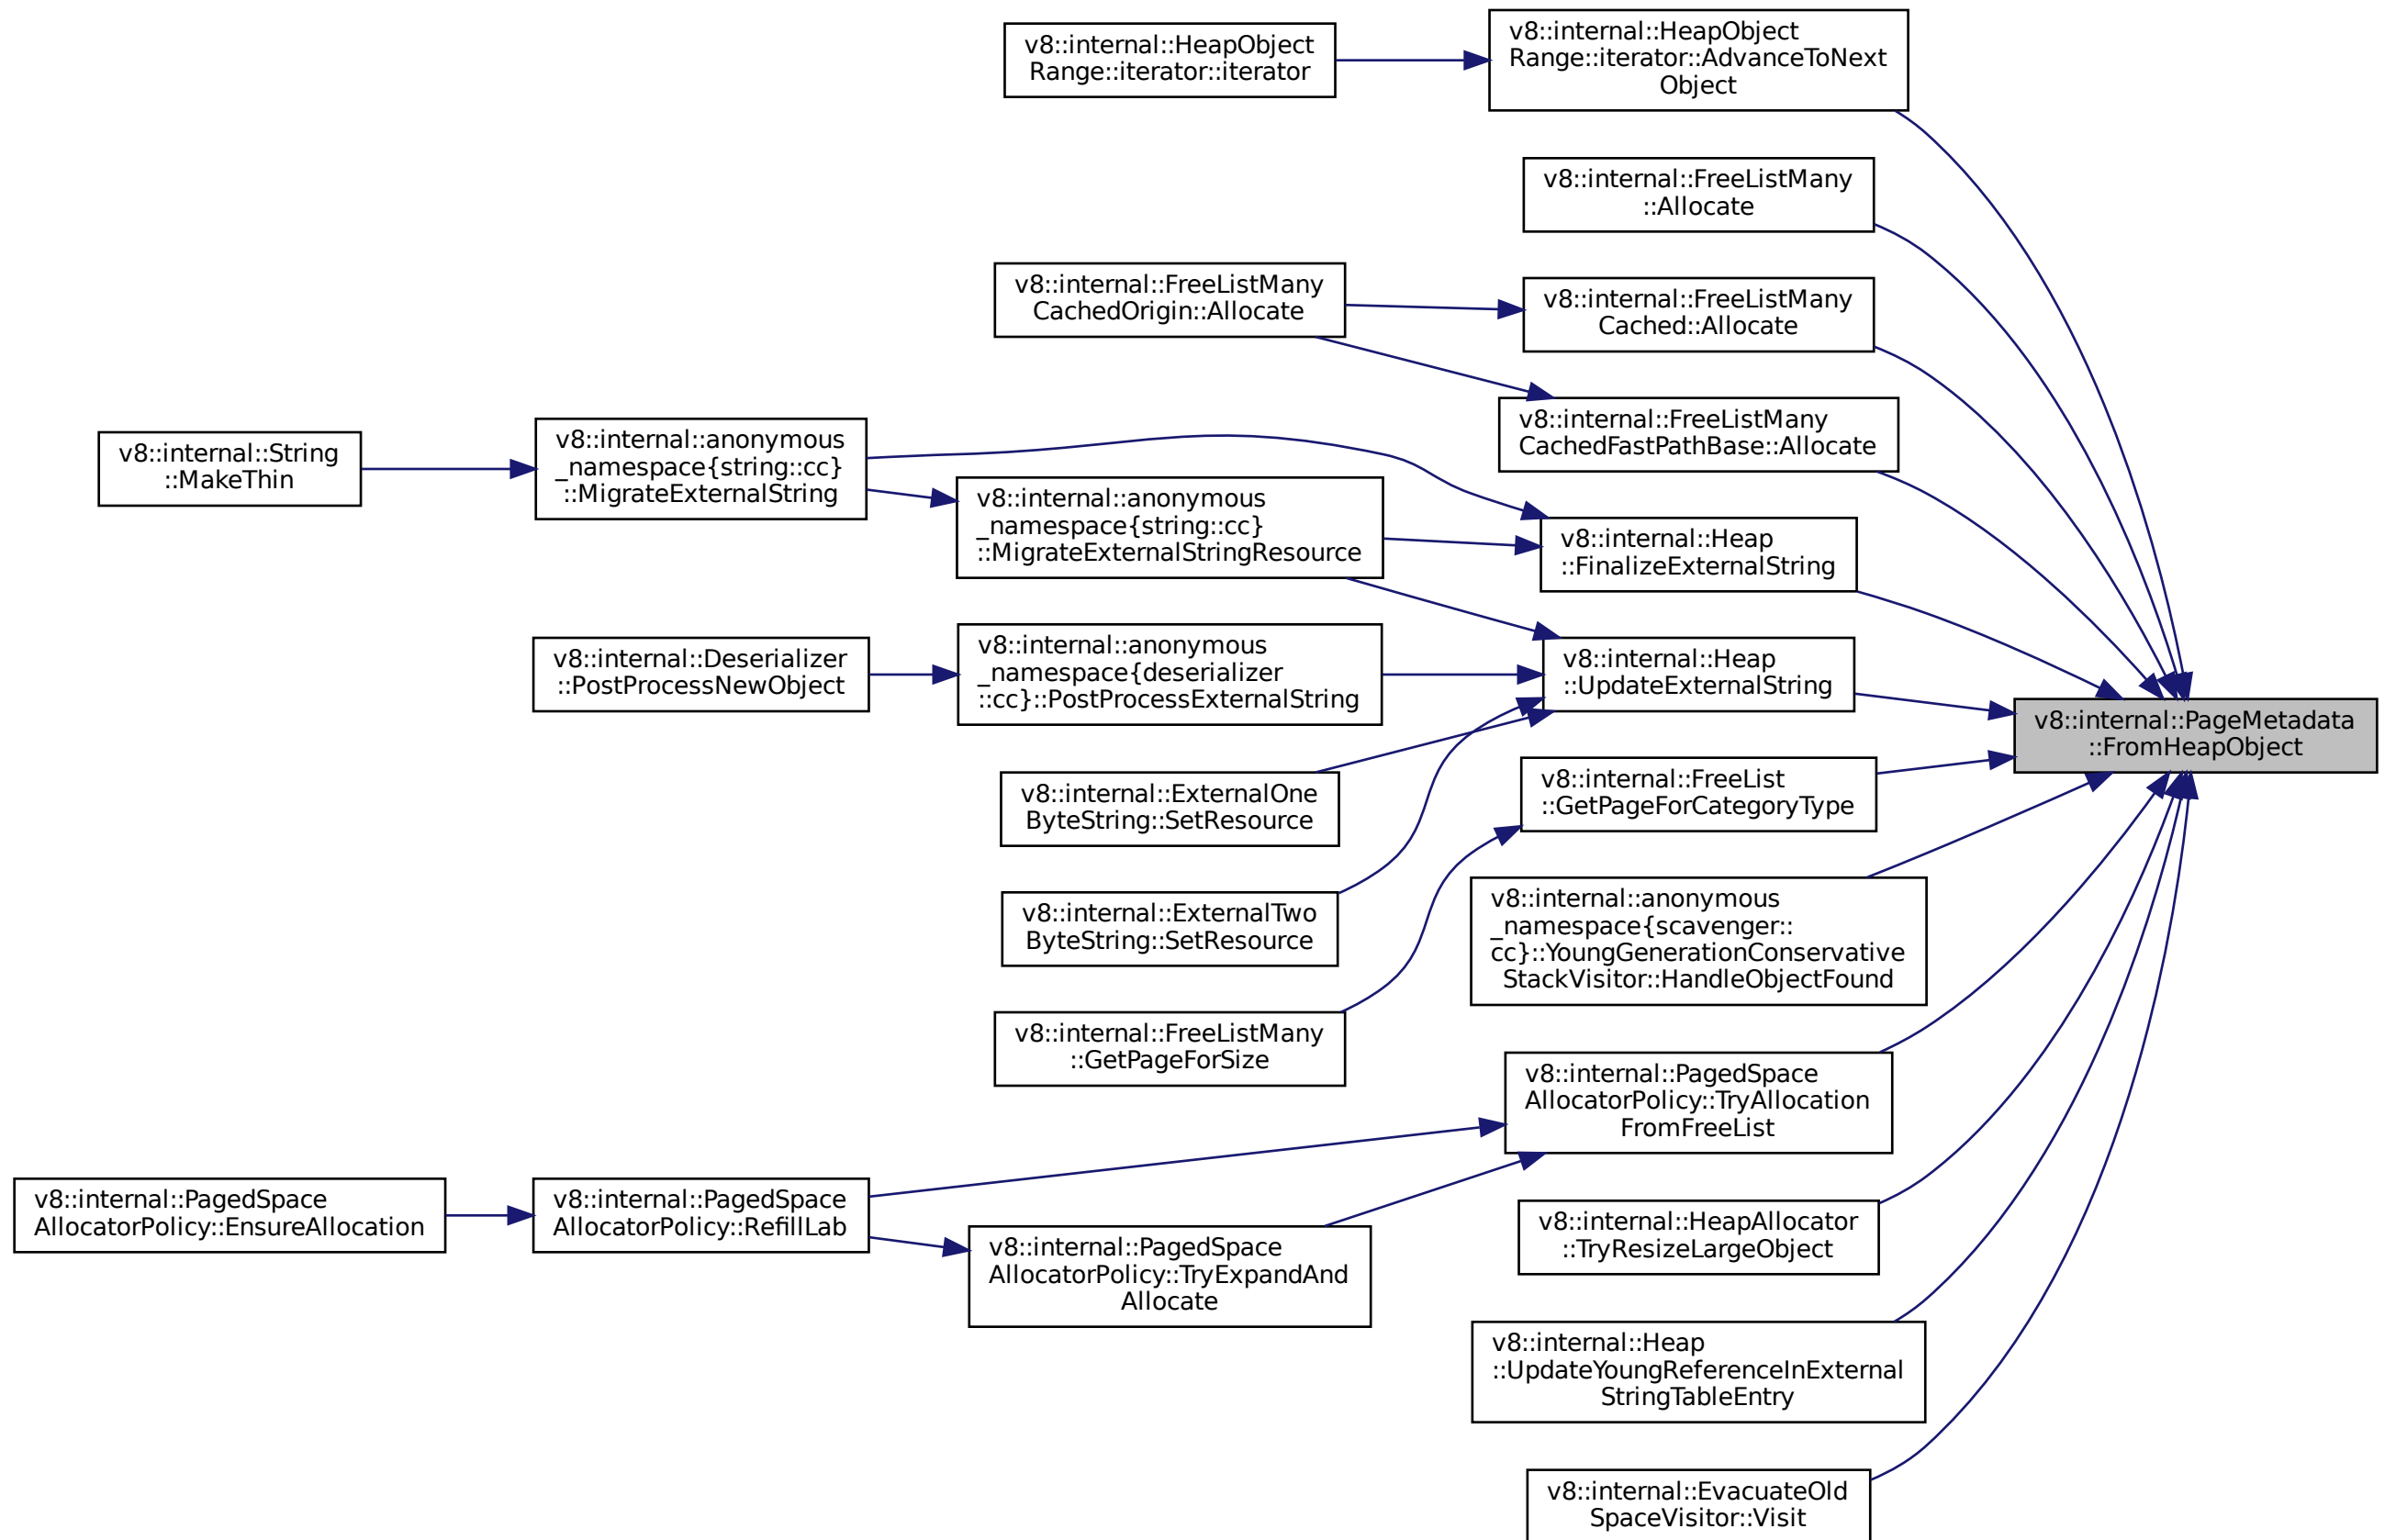 v8::internal::HeapObject
Range::iterator::iterator
v8::internal::HeapObject
Range::iterator::AdvanceToNext
Object
v8::internal::FreeListMany
::Allocate
v8::internal::FreeListMany
CachedOrigin::Allocate
v8::internal::FreeListMany
Cached::Allocate
v8::internal::FreeListMany
CachedFastPathBase::Allocate
v8::internal::String
::MakeThin
v8::internal::anonymous
_namespace{string::cc}
::MigrateExternalString
v8::internal::anonymous
_namespace{string::cc}
::MigrateExternalStringResource
v8::internal::Heap
::FinalizeExternalString
v8::internal::Deserializer
::PostProcessNewObject
v8::internal::anonymous
_namespace{deserializer
::cc}::PostProcessExternalString
v8::internal::Heap
::UpdateExternalString
v8::internal::PageMetadata
::FromHeapObject
v8::internal::ExternalOne
ByteString::SetResource
v8::internal::FreeList
::GetPageForCategoryType
v8::internal::ExternalTwo
ByteString::SetResource
v8::internal::anonymous
_namespace{scavenger::
cc}::YoungGenerationConservative
StackVisitor::HandleObjectFound
v8::internal::FreeListMany
::GetPageForSize
v8::internal::PagedSpace
AllocatorPolicy::TryAllocation
FromFreeList
v8::internal::PagedSpace
AllocatorPolicy::EnsureAllocation
v8::internal::PagedSpace
AllocatorPolicy::RefillLab
v8::internal::PagedSpace
AllocatorPolicy::TryExpandAnd
Allocate
v8::internal::HeapAllocator
::TryResizeLargeObject
v8::internal::Heap
::UpdateYoungReferenceInExternal
StringTableEntry
v8::internal::EvacuateOld
SpaceVisitor::Visit